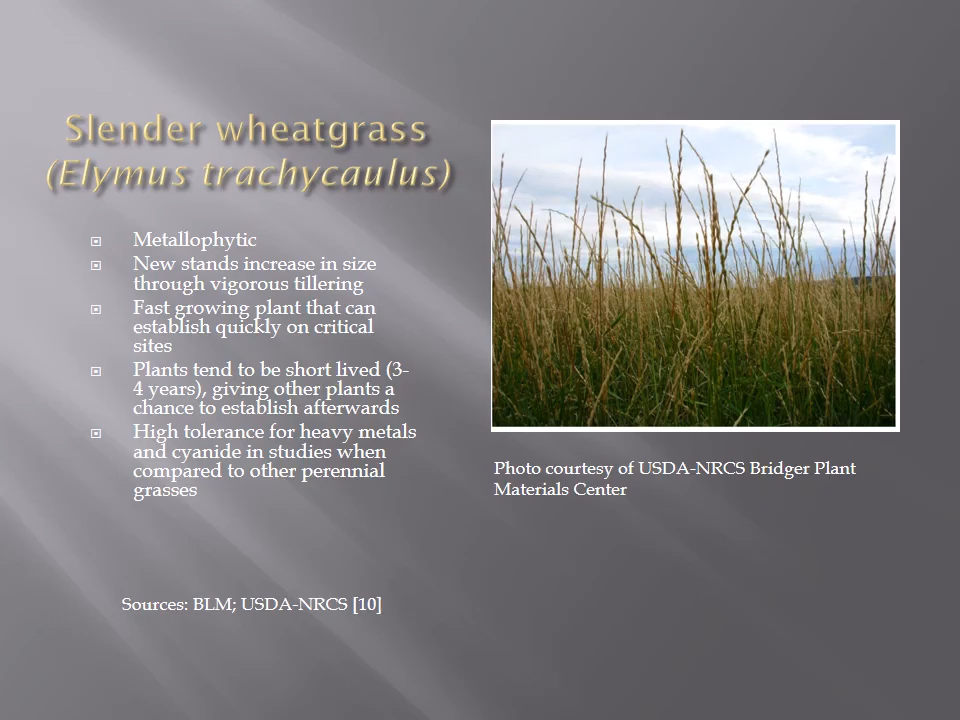 Slender wheatgrass
(Elymus trachycaulus)
Metallophytic
New stands increase in size
through vigorous tillering
Fast growing plant that can
establish quickly on critical
sites
Plants tend to be short lived (3-
4 years), giving other plants a
chance to establish afterwards
High tolerance for heavy metals
and cyanide in studies when
compared to other perennial
grasses
Photo courtesy of USDA-NRCS Bridger Plant
Materials Center
Sources: BLM; USDA-NRCS [10]